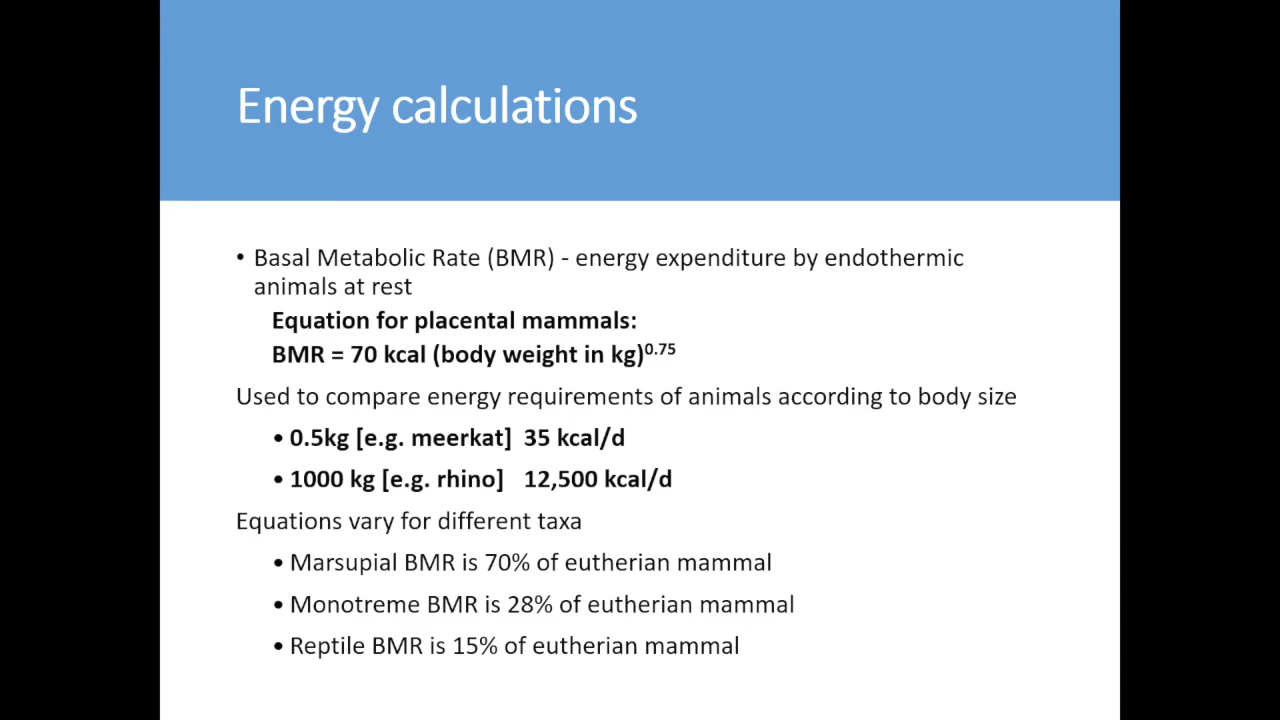 Energy calculations
• Basal Metabolic Rate (BMR) - energy expenditure by endothermic
animals at rest
Equation for placental mammals:
BMR = 70 kcal (body weight in kg)⁰·⁷⁵
Used to compare energy requirements of animals according to body size
• 0.5kg [e.g. meerkat] 35 kcal/d
• 1000 kg [e.g. rhino] 12,500 kcal/d
Equations vary for different taxa
• Marsupial BMR is 70% of eutherian mammal
• Monotreme BMR is 28% of eutherian mammal
• Reptile BMR is 15% of eutherian mammal